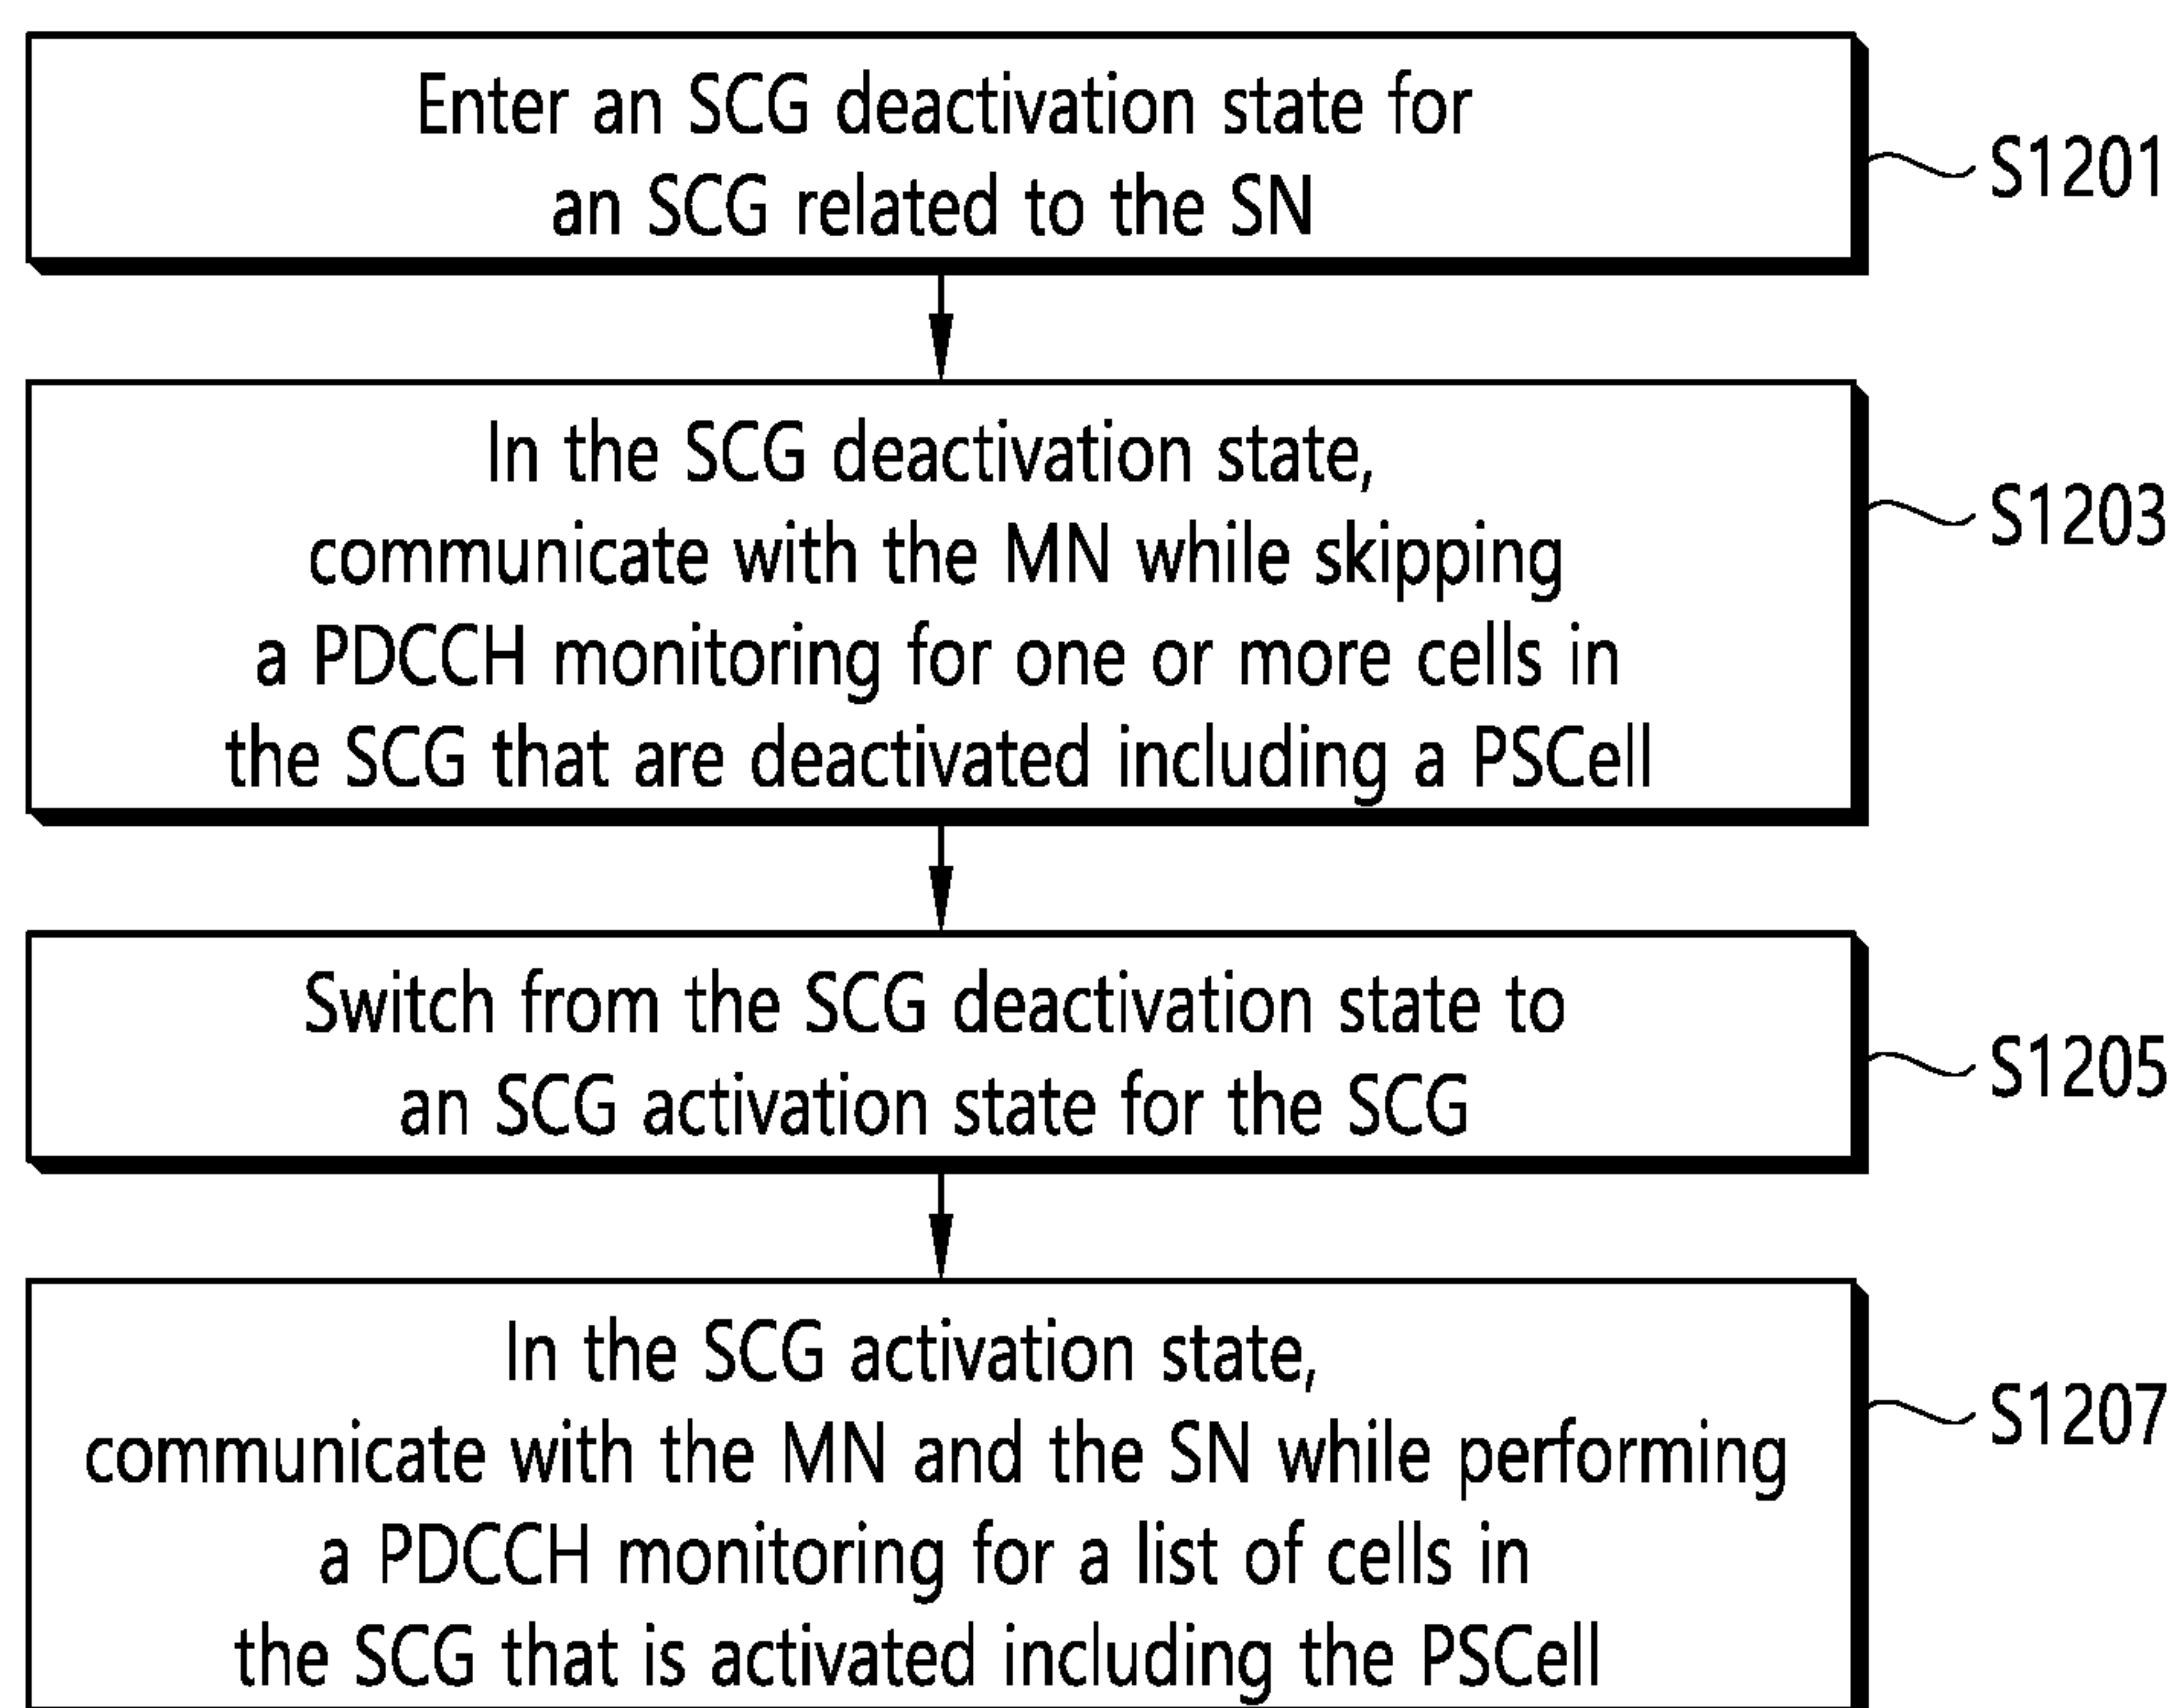 Enter an SCG deactivation state for
an SCG related to the SN
S1201
In the SCG deactivation state,
communicate with the MN while skipping
a PDCCH monitoring for one or more cells in
the SCG that are deactivated including a PSCell
S1203
Switch from the SCG deactivation state to
an SCG activation state for the SCG
S1205
In the SCG activation state,
communicate with the MN and the SN while performing
a PDCCH monitoring for a list of cells in
the SCG that is activated including the PSCell
S1207